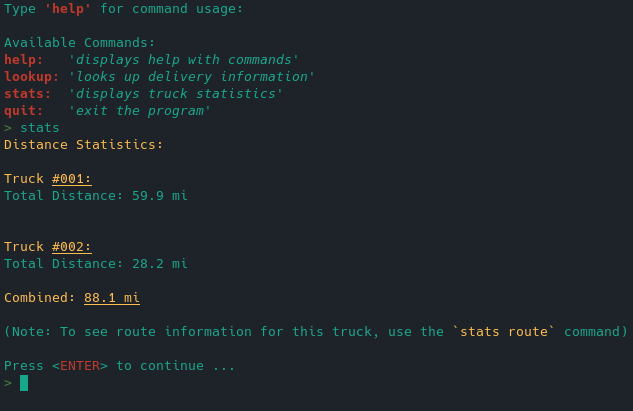 Type 'help' for command usage:
Available Commands:
help:   'displays help with commands'
lookup: 'looks up delivery information'
stats:  'displays truck statistics'
quit:   'exit the program'
> stats
Distance Statistics:
Truck #001:
Total Distance: 59.9 mi
Truck #002:
Total Distance: 28.2 mi
Combined: 88.1 mi
(Note: To see route information for this truck, use the `stats route` command)
Press <ENTER> to continue ...
>